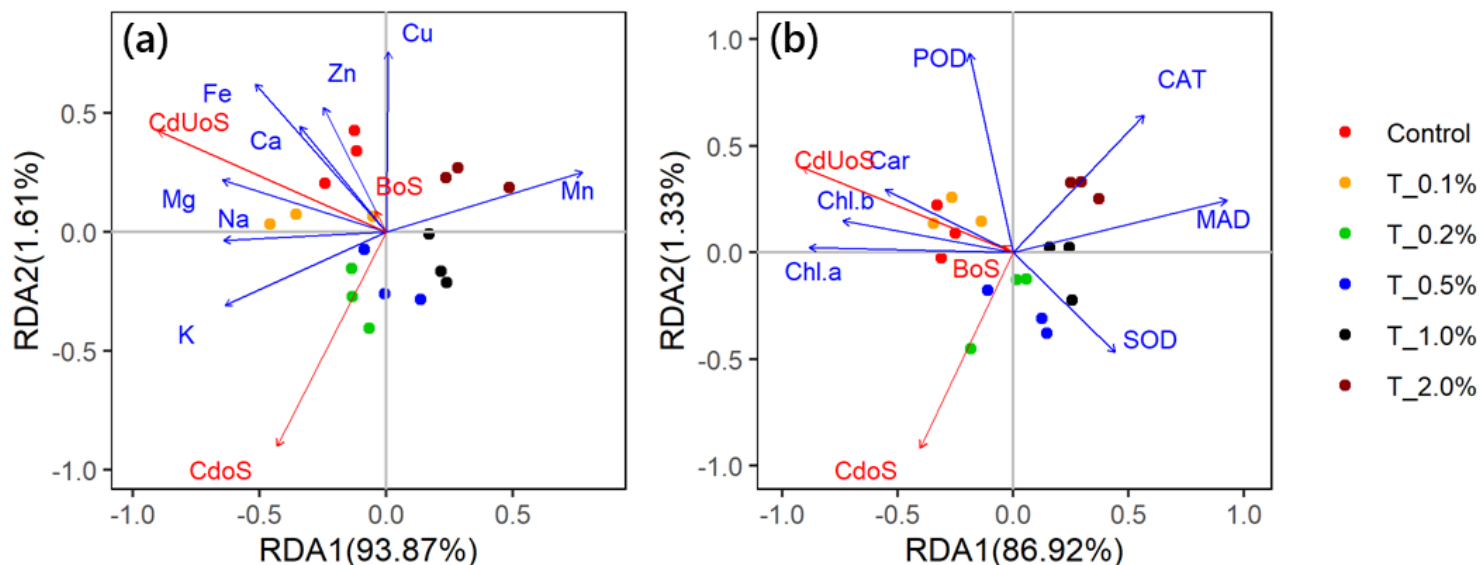 (a)
Cu
Zn
Fe
CdUoS
Ca
BoS
Mg
Mn
Na
K
CdoS
0.5
0.0
-0.5
-1.0
RDA2(1.61%)
-1.0 -0.5 0.0 0.5
RDA1(93.87%)
(b)
POD
CAT
CdUoS
Car
Chl.b
MAD
Chl.a
BoS
SOD
CdoS
1.0
0.5
0.0
-0.5
-1.0
RDA2(1.33%)
-1.0 -0.5 0.0 0.5 1.0
RDA1(86.92%)
Control
T_0.1%
T_0.2%
T_0.5%
T_1.0%
T_2.0%